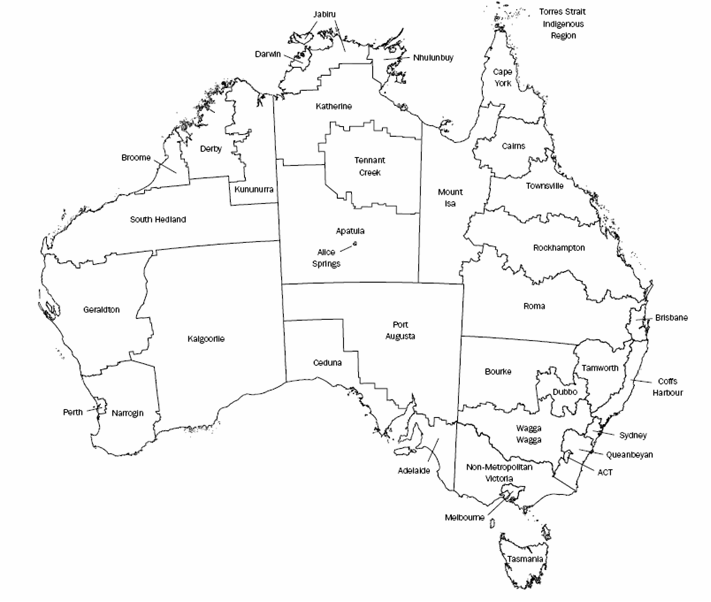 Jabiru
Torres Strait
Indigenous
Region
Darwin
Nhulunbuy
Cape
York
Katherine
Cairns
Derby
Broome
Tennant
Creek
Kununurra
Mount
Isa
Townsville
South Hedland
Apatula
Alice
Springs
Rockhampton
Geraldton
Roma
Kalgoorlie
Port
Augusta
Brisbane
Ceduna
Bourke
Tamworth
Coffs
Harbour
Dubbo
Perth
Narrogin
Wagga
Wagga
Sydney
Queanbeyan
ACT
Adelaide
Non-Metropolitan
Victoria
Melbourne
Tasmania